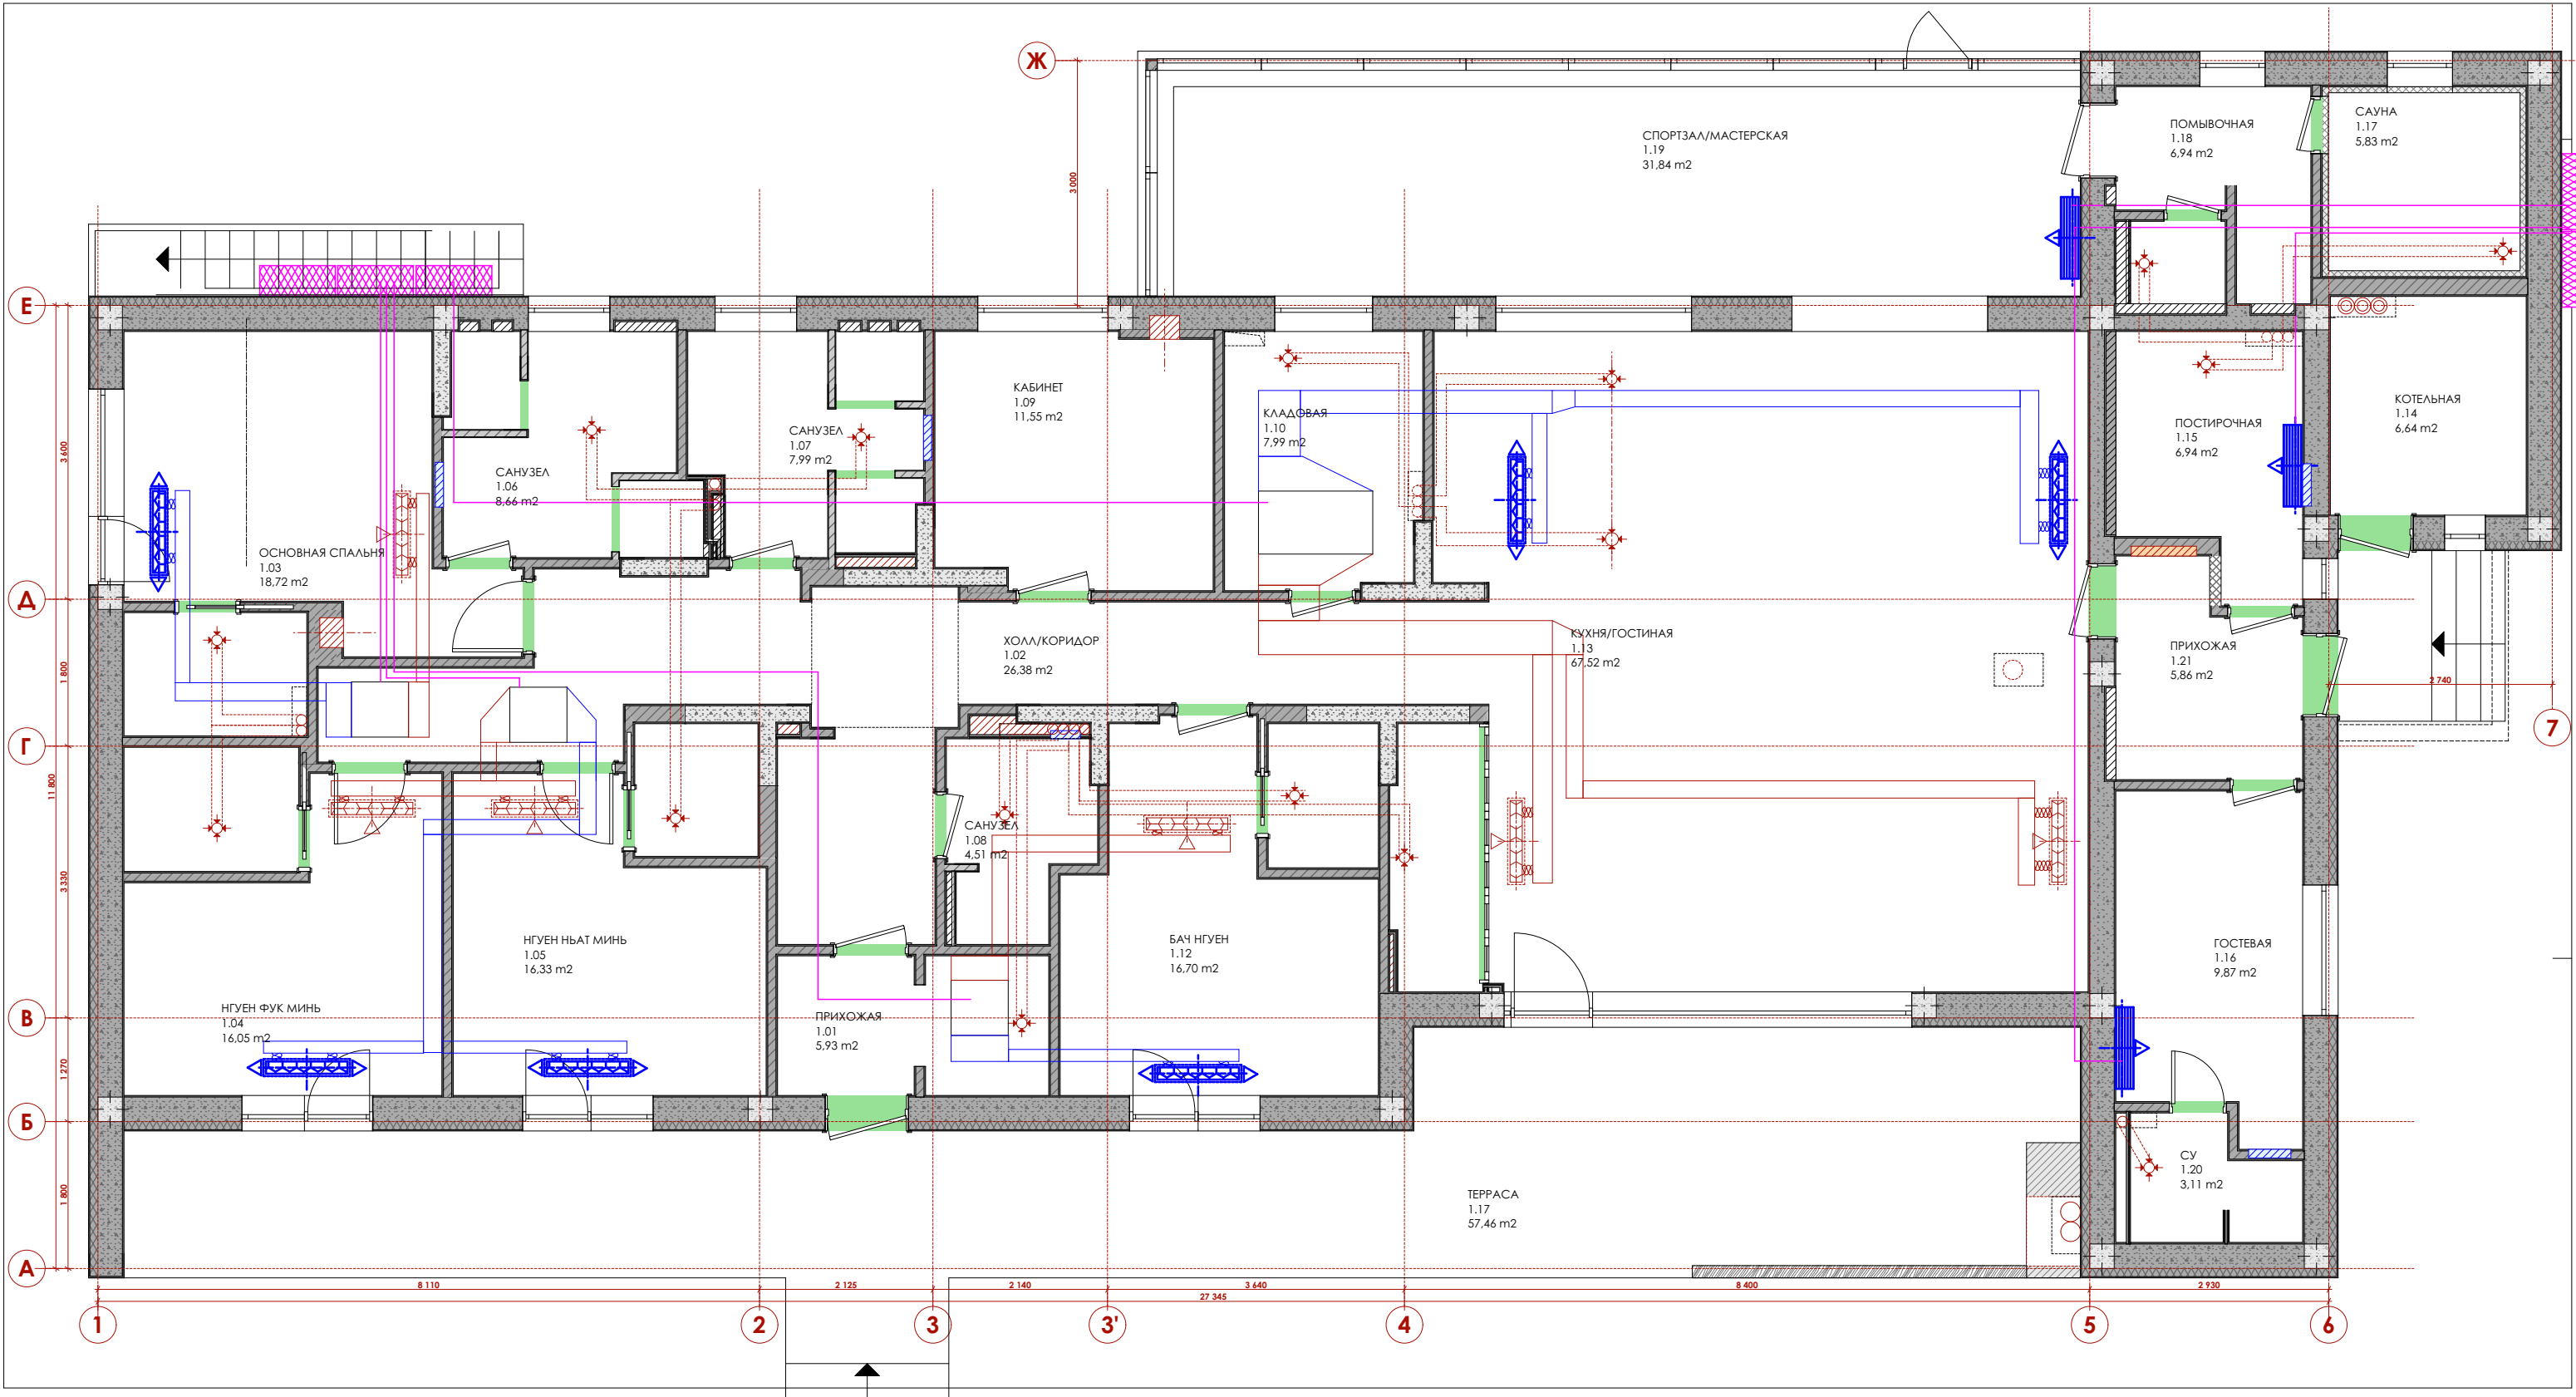 Ж
3 000
СПОРТЗАЛ/МАСТЕРСКАЯ
1.19
31,84 m2
ПОМЫВОЧНАЯ
1.18
6,94 m2
САУНА
1.17
5,83 m2
Е
КАБИНЕТ
1.09
11,55 m2
КЛАДОВАЯ
1.10
7,99 m2
САНУЗЕЛ
1.07
7,99 m2
САНУЗЕЛ
1.06
8,66 m2
ПОСТИРОЧНАЯ
1.15
6,94 m2
КОТЕЛЬНАЯ
1.14
6,64 m2
3 600
ОСНОВНАЯ СПАЛЬНЯ
1.03
18,72 m2
Д
ХОЛЛ/КОРИДОР
1.02
26,38 m2
КУХНЯ/ГОСТИНАЯ
1.13
67,52 m2
ПРИХОЖАЯ
1.21
5,86 m2
2 740
1 800
7
Г
11 800
3 330
САНУЗЕЛ
1.08
4,51 m2
НГУЕН НЬАТ МИНЬ
1.05
16,33 m2
БАЧ НГУЕН
1.12
16,70 m2
ГОСТЕВАЯ
1.16
9,87 m2
НГУЕН ФУК МИНЬ
1.04
16,05 m2
ПРИХОЖАЯ
1.01
5,93 m2
В
1 270
Б
СУ
1.20
3,11 m2
ТЕРРАСА
1.17
57,46 m2
1 800
А
8 110
2 125
2 140
3 640
8 400
2 930
27 345
1
2
3
3'
4
5
6